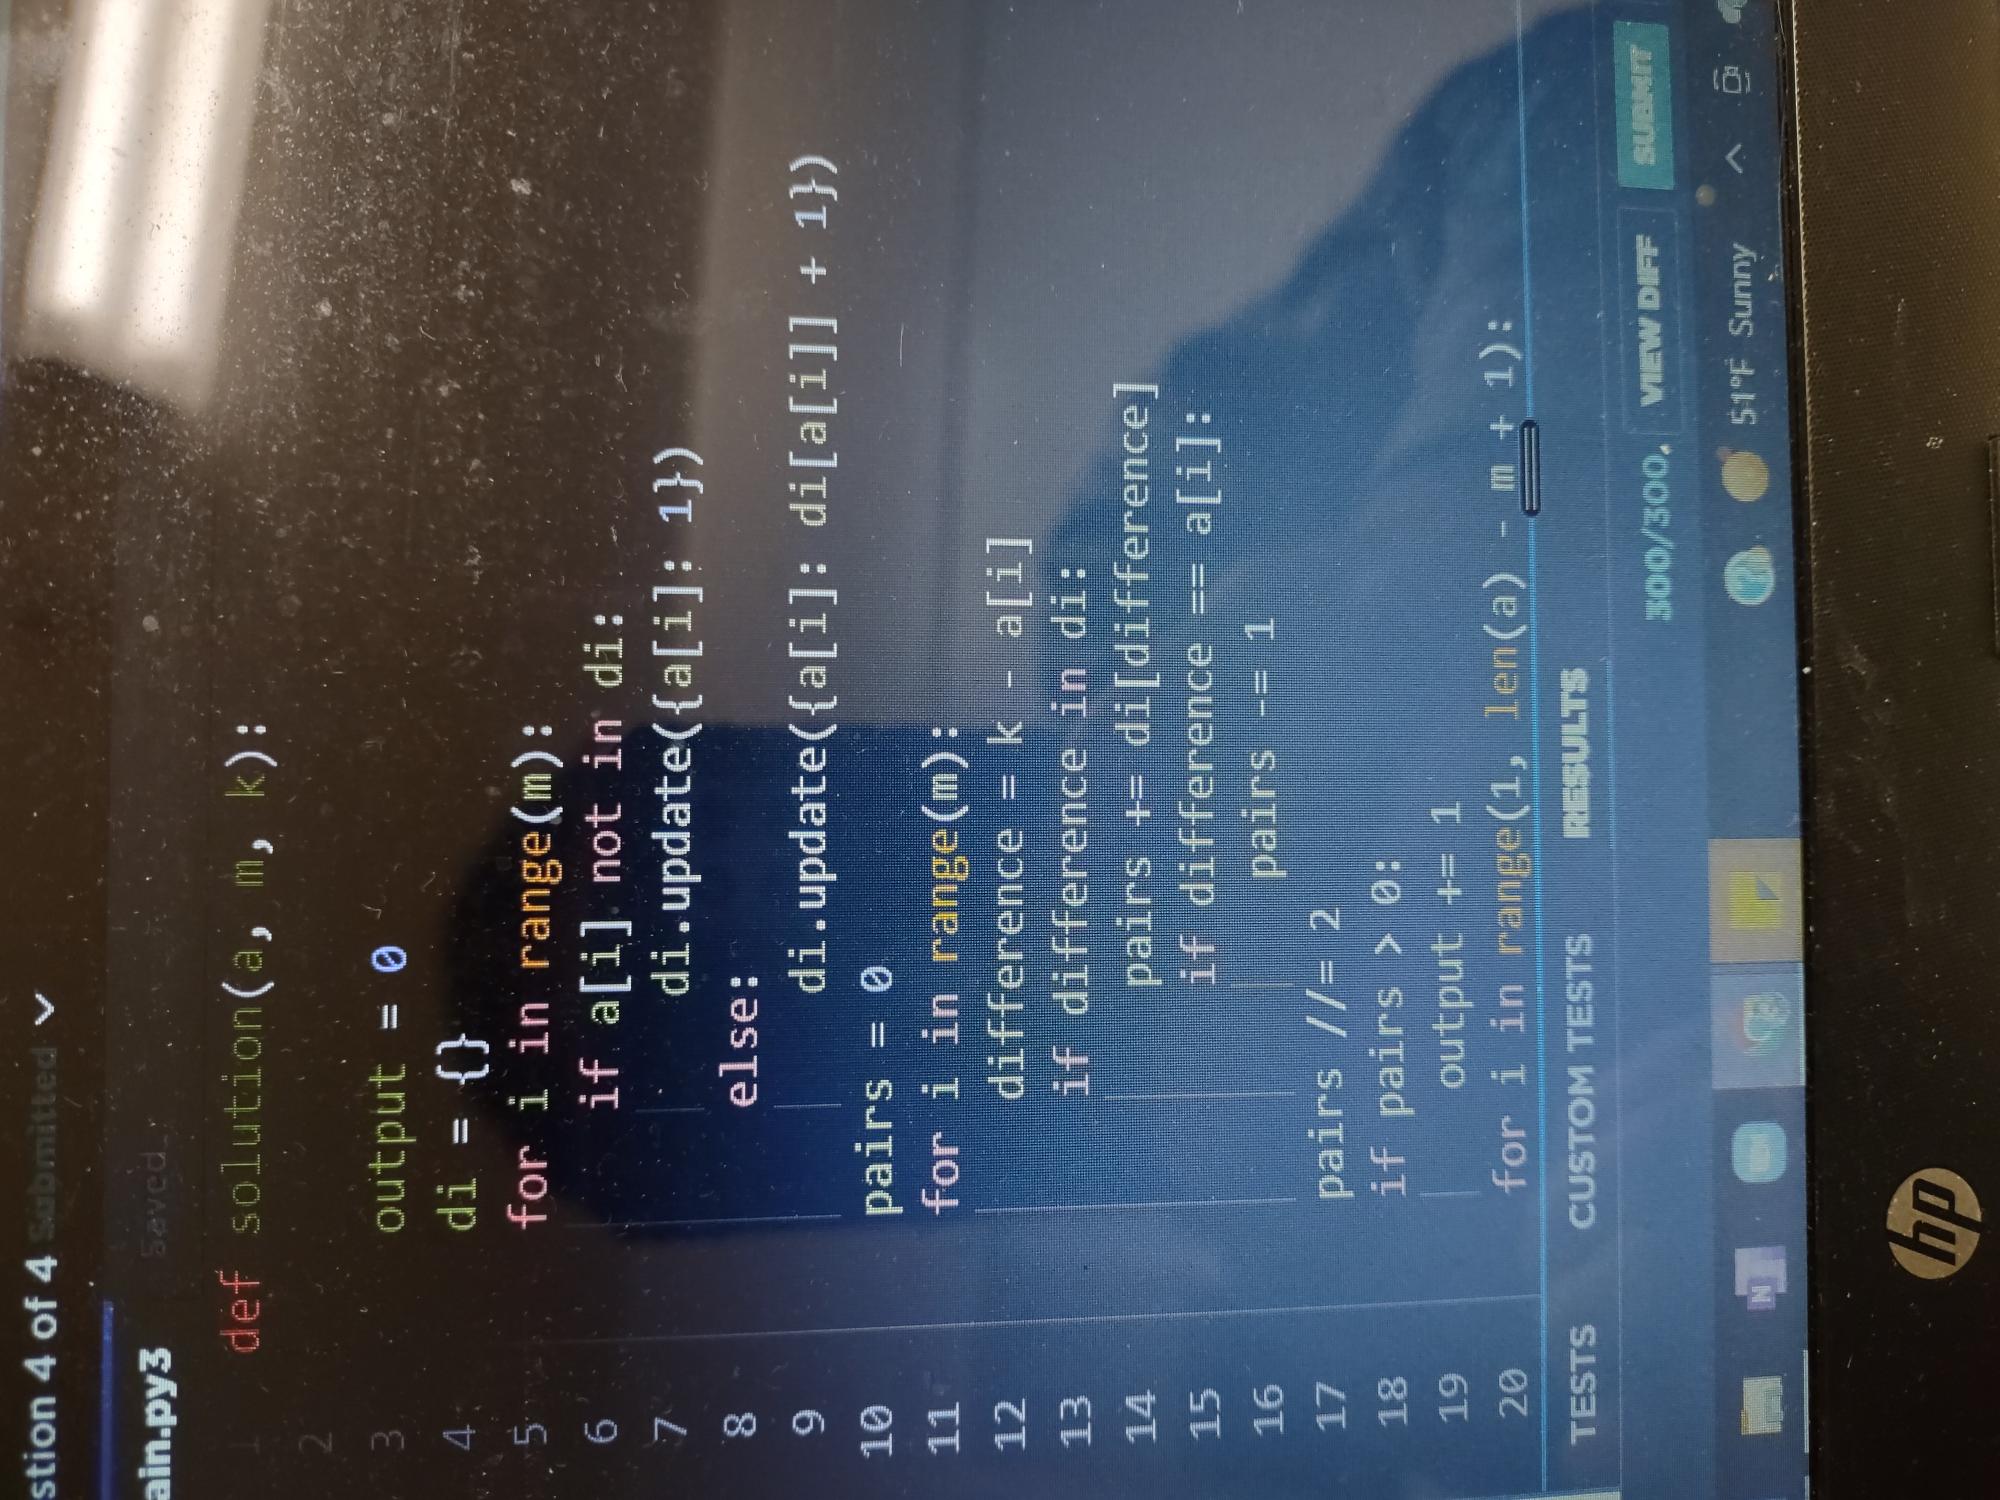 stion 4 of 4 Submitted
ain.py3 Saved
1 def solution(a, m, k):
2
3 output = 0
4 di = {}
5 for i in range(m):
6 if a[i] not in di:
7 di.update({a[i]: 1})
8 else:
9 di.update({a[i]: di[a[i]] + 1})
10 pairs = 0
11 for i in range(m):
12 difference = k - a[i]
13 if difference in di:
14 pairs += di[difference]
15 if difference == a[i]:
16 pairs -= 1
17 pairs //= 2
18 if pairs > 0:
19 output += 1
20 for i in range(1, len(a) - m + 1):
TESTS CUSTOM TESTS RESULTS
300/300 VIEW DIFF SUBMIT
N 51°F Sunny
hp